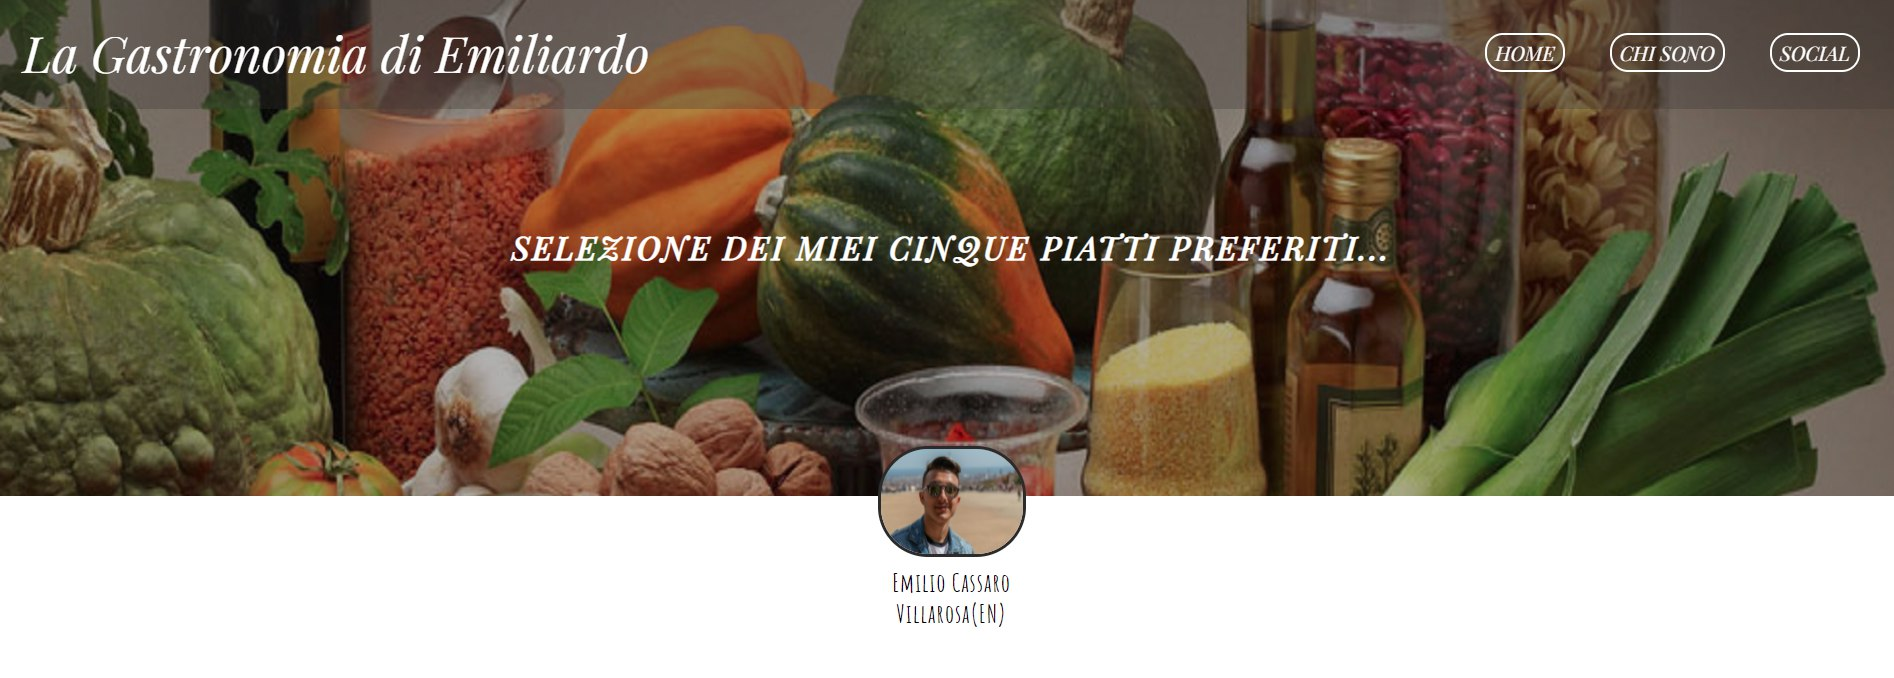 La Gastronomia di Emiliardo
HOME
CHI SONO
SOCIAL
SELEZIONE DEI MIEI CINQUE PIATTI PREFERITI...
Emilio Cassaro
Villarosa(EN)